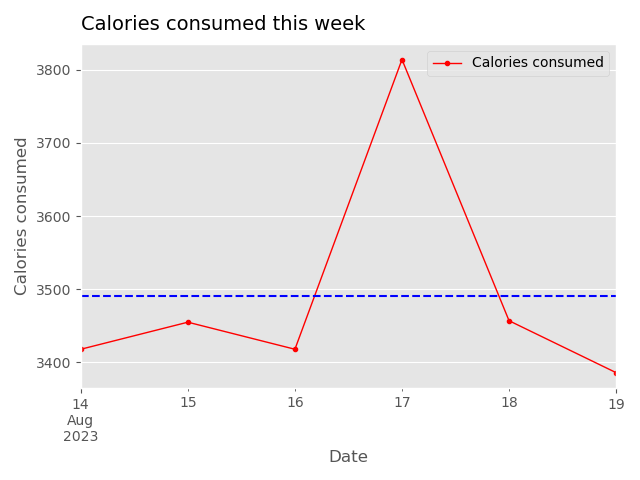 Calories consumed this week
Calories consumed
3800
3700
3600
3500
3400
Calories consumed
14
Aug
2023
15
16
17
18
19
Date